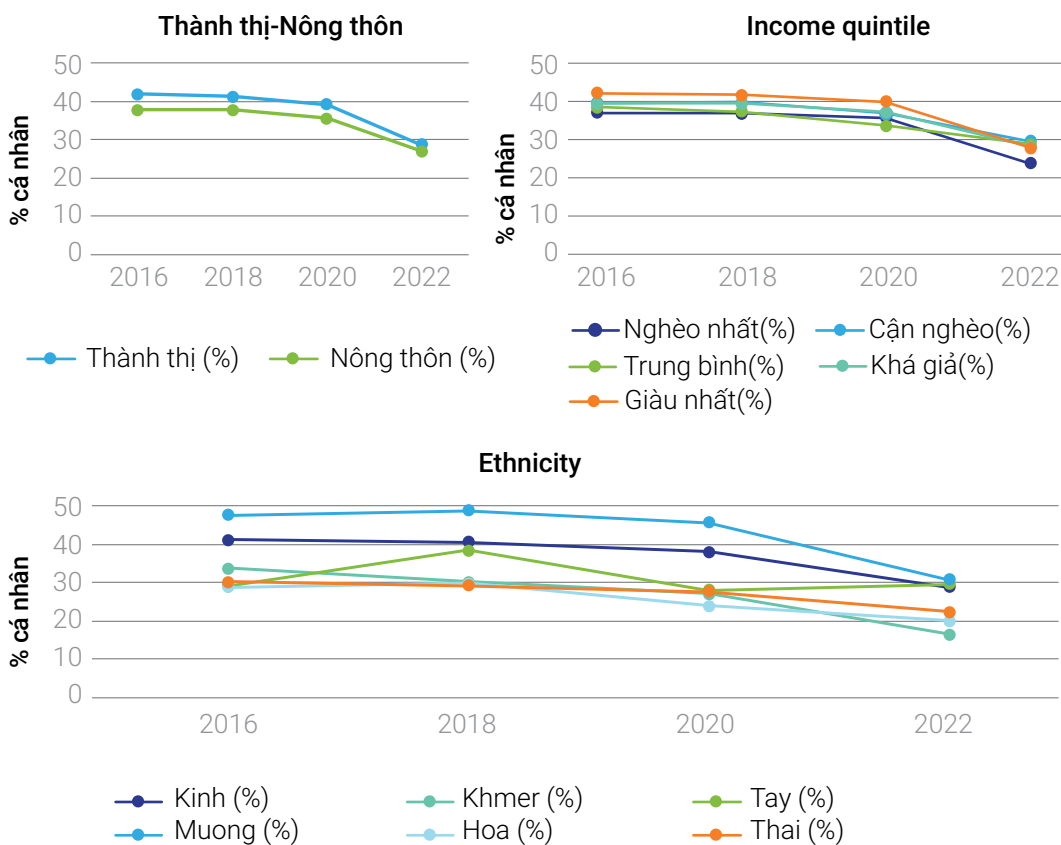 Thành thị-Nông thôn
% cá nhân
50
40
30
20
10
0
2016 2018 2020 2022
Thành thị (%) Nông thôn (%)
Income quintile
% cá nhân
50
40
30
20
10
0
2016 2018 2020 2022
Nghèo nhất(%) Cận nghèo(%)
Trung bình(%) Khá giả(%)
Giàu nhất(%)
Ethnicity
% cá nhân
50
40
30
20
10
0
2016 2018 2020 2022
Kinh (%) Khmer (%) Tay (%)
Muong (%) Hoa (%) Thai (%)